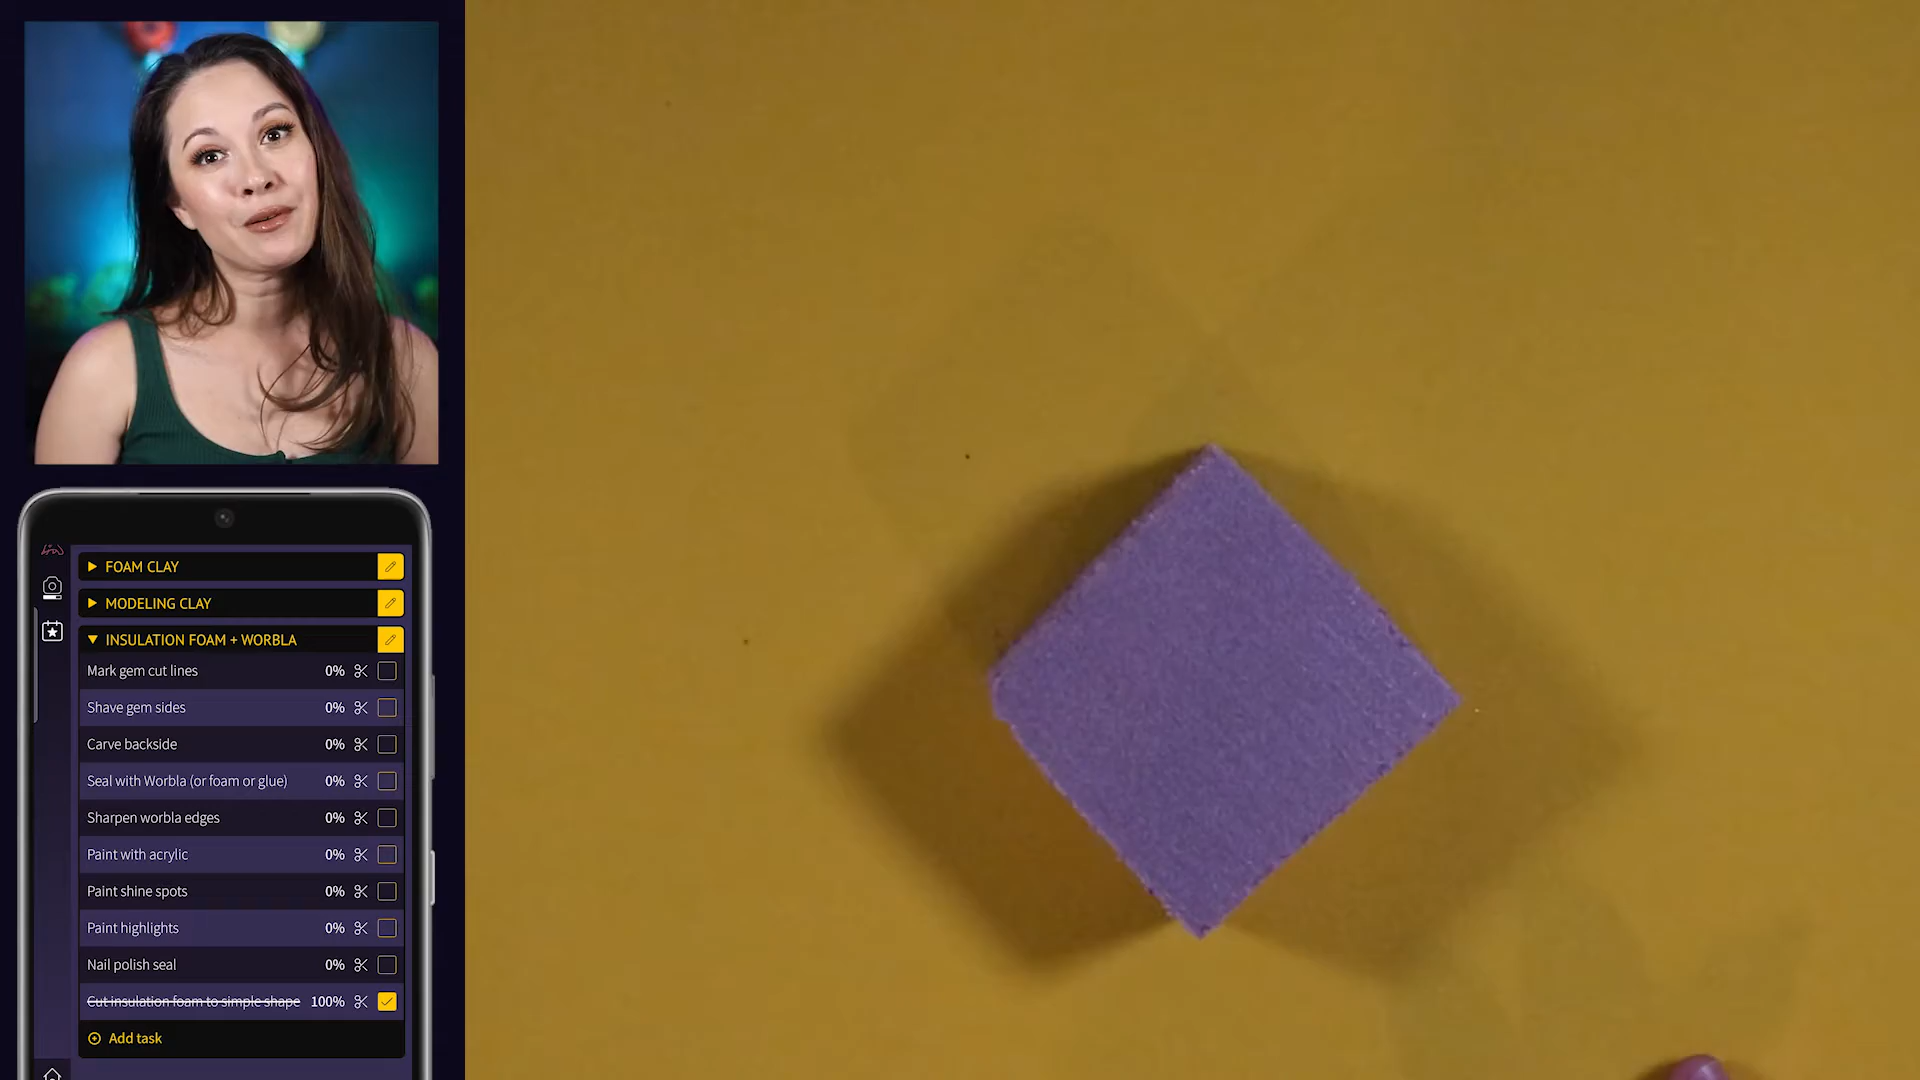 FOAM CLAY
MODELING CLAY
INSULATION FOAM + WORBLA
Mark gem cut lines 0%
Shave gem sides 0%
Carve backside 0%
Seal with Worbla (or foam or glue) 0%
Sharpen worbla edges 0%
Paint with acrylic 0%
Paint shine spots 0%
Paint highlights 0%
Nail polish seal 0%
Cut insulation foam to simple shape 100%
Add task